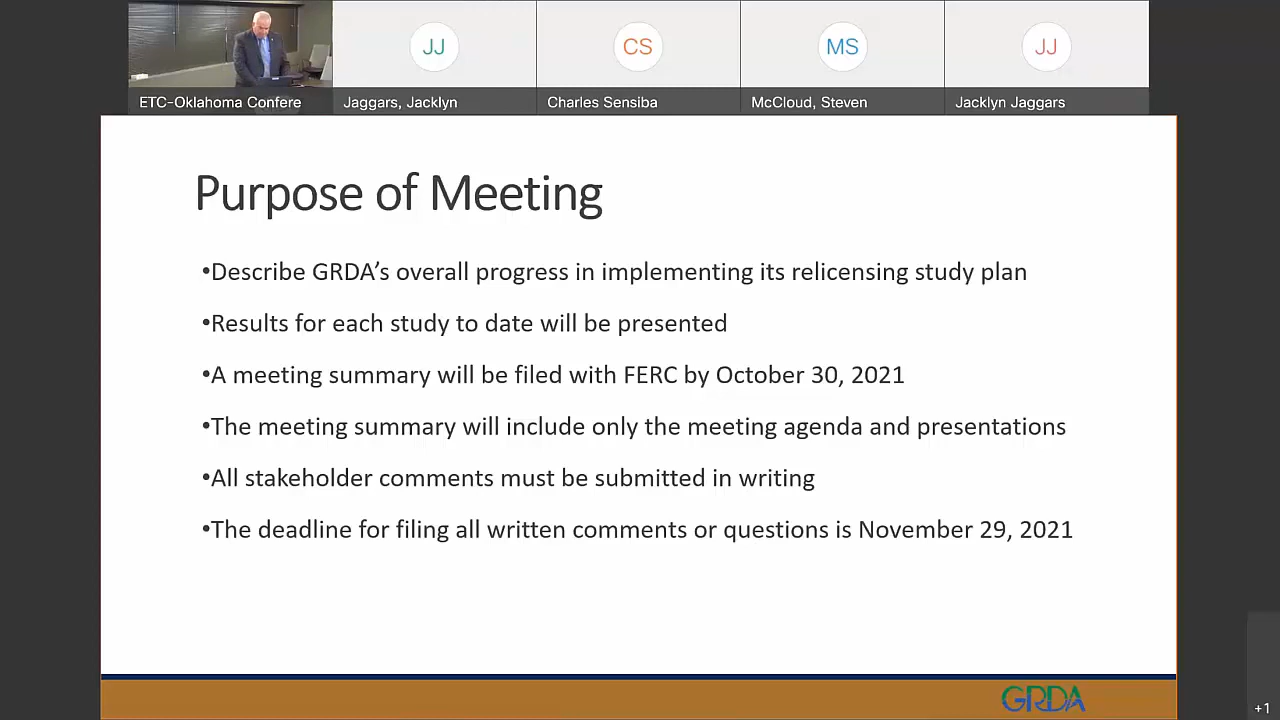 JJ
CS
MS
JJ
ETC-Oklahoma Confere
Jaggars, Jacklyn
Charles Sensiba
McCloud, Steven
Jacklyn Jaggars
Purpose of Meeting
•Describe GRDA’s overall progress in implementing its relicensing study plan
•Results for each study to date will be presented
•A meeting summary will be filed with FERC by October 30, 2021
•The meeting summary will include only the meeting agenda and presentations
•All stakeholder comments must be submitted in writing
•The deadline for filing all written comments or questions is November 29, 2021
GRDA
+1